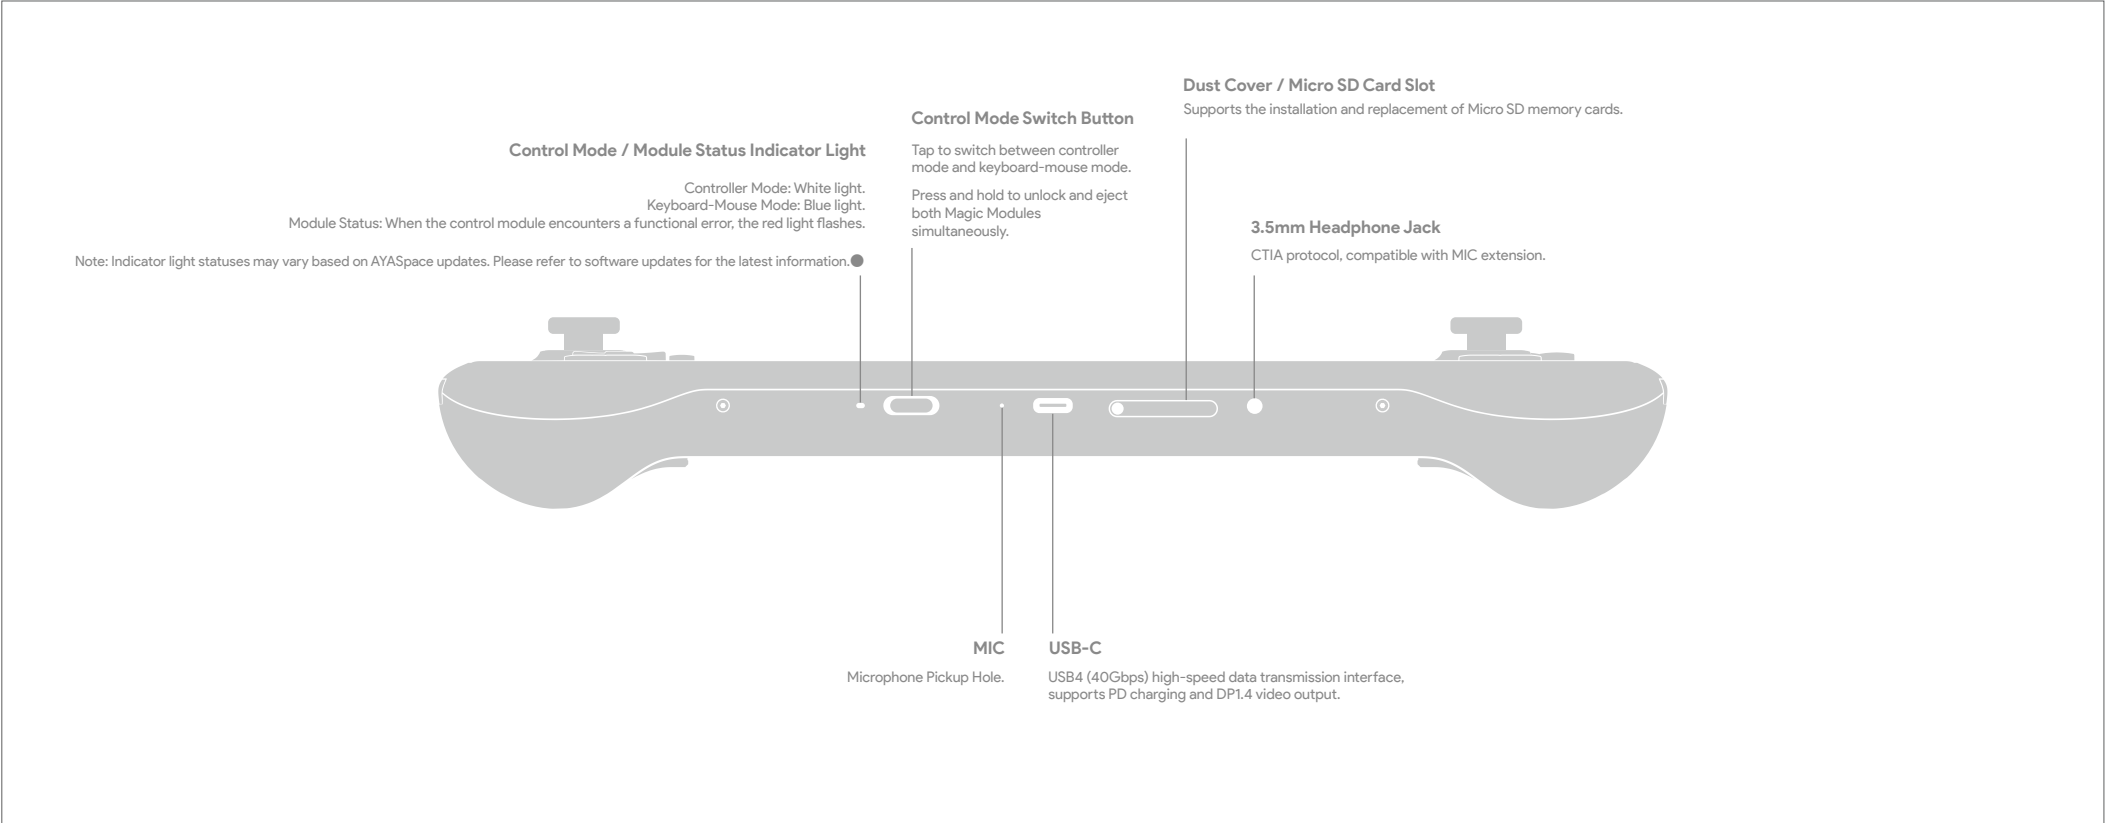 Dust Cover / Micro SD Card Slot
Supports the installation and replacement of Micro SD memory cards.
Control Mode Switch Button
Tap to switch between controller
mode and keyboard-mouse mode.
Press and hold to unlock and eject
both Magic Modules
simultaneously.
Control Mode / Module Status Indicator Light
Controller Mode: White light.
Keyboard-Mouse Mode: Blue light.
Module Status: When the control module encounters a functional error, the red light flashes.
Note: Indicator light statuses may vary based on AYASpace updates. Please refer to software updates for the latest information.
3.5mm Headphone Jack
CTIA protocol, compatible with MIC extension.
MIC
Microphone Pickup Hole.
USB-C
USB4 (40Gbps) high-speed data transmission interface,
supports PD charging and DP1.4 video output.